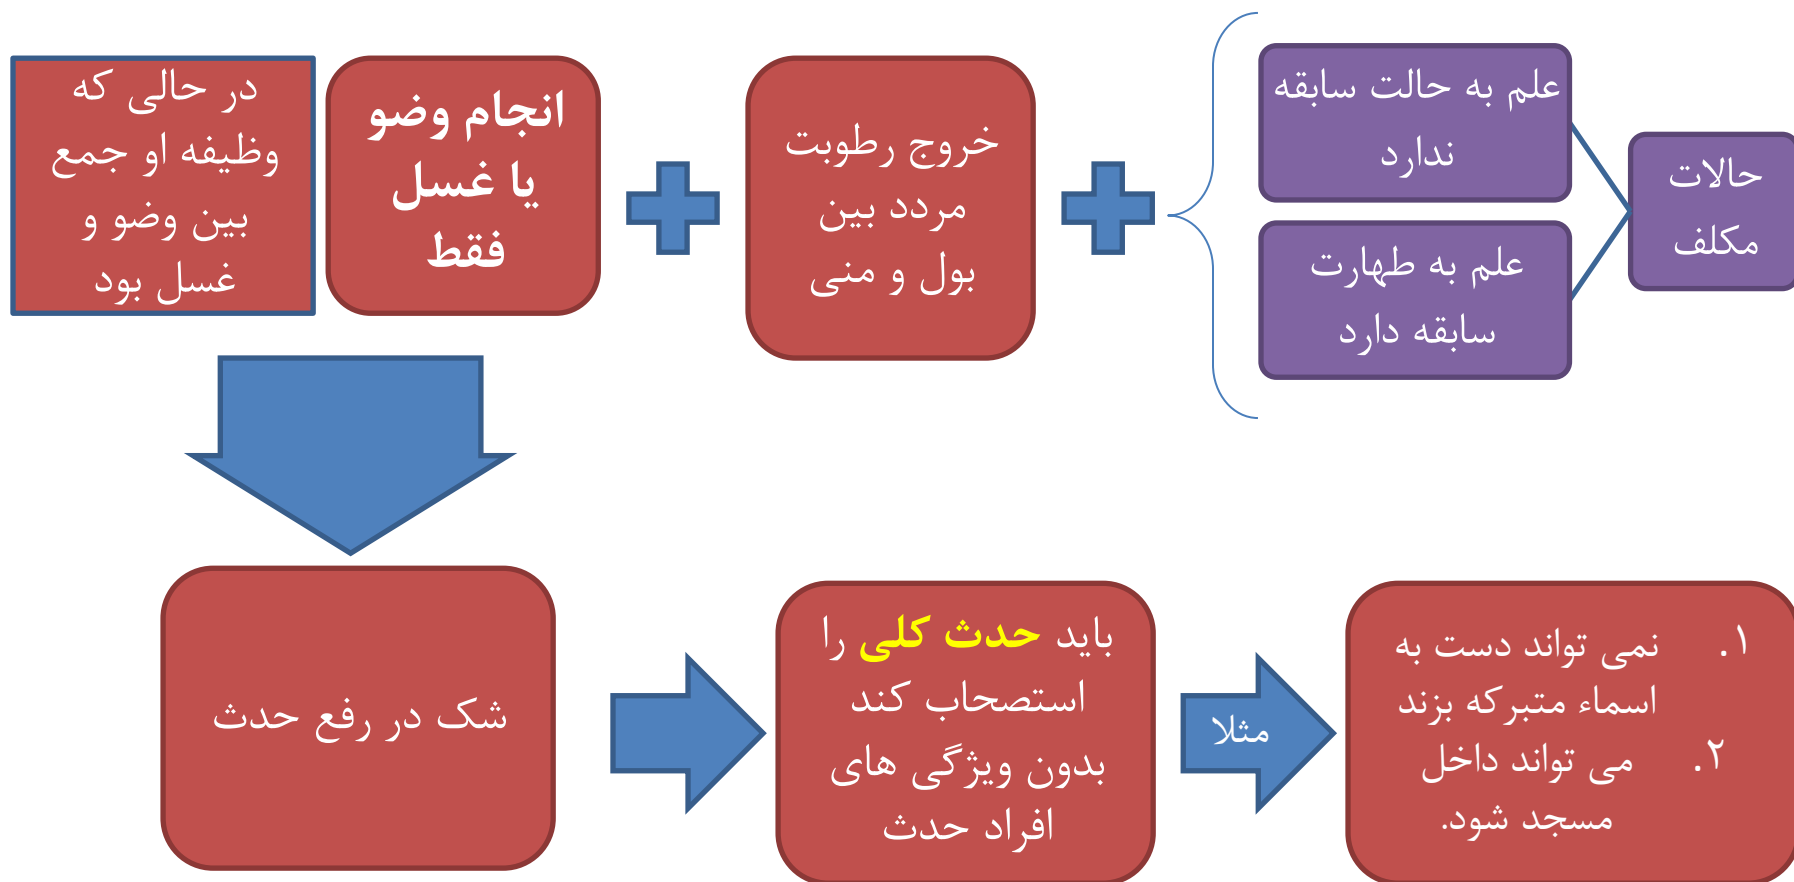 حالات
مکلف
علم به حالت سابقه
ندارد
علم به طهارت
سابقه دارد
خروج رطوبت
مردد بین
بول و منی
انجام وضو
یا غسل
فقط
در حالی که
وظیفه او جمع
بین وضو و
غسل بود
شک در رفع حدث
باید حدث کلی را
استصحاب کند
بدون ویژگی های
افراد حدث
مثلا
۱. نمی تواند دست به
اسماء متبرکه بزند
۲. می تواند داخل
مسجد شود.